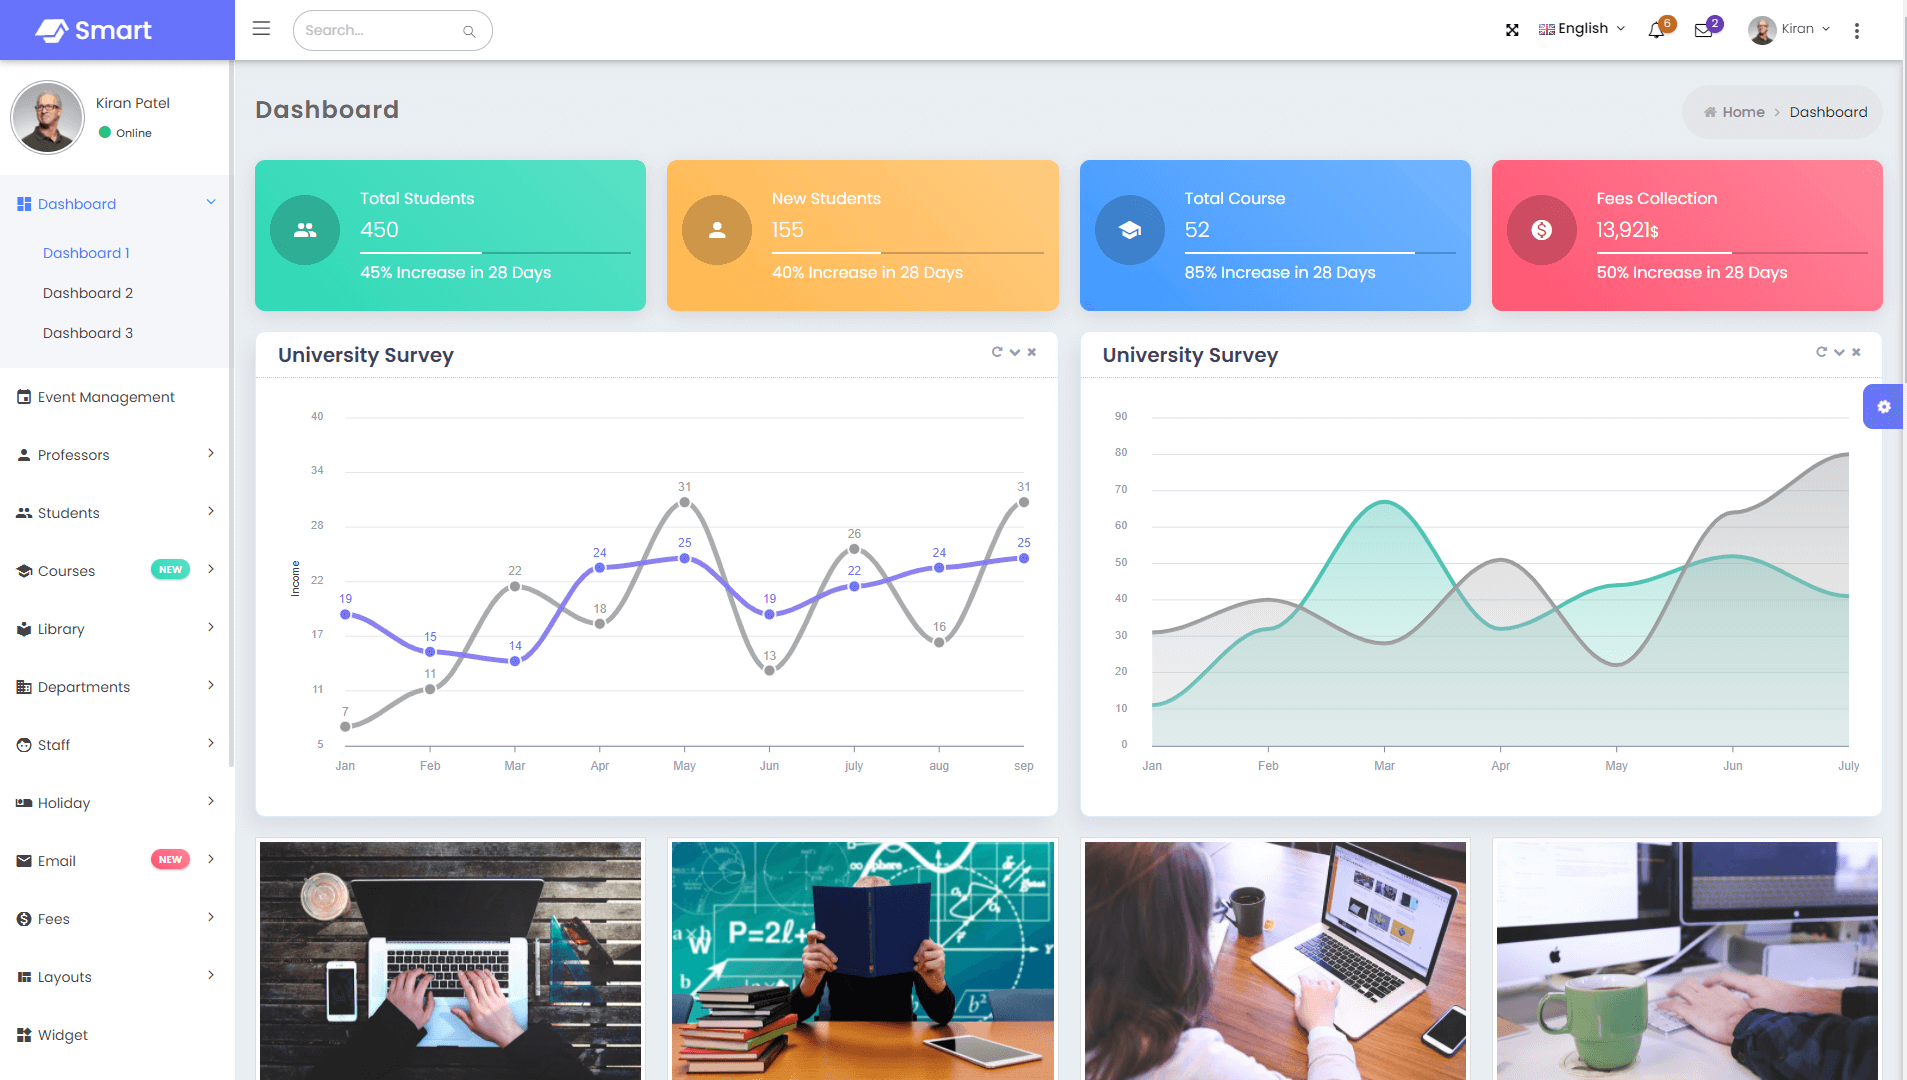 Smart
Search...
English
6
2
Kiran
Kiran Patel
Online
Dashboard
Dashboard 1
Dashboard 2
Dashboard 3
Event Management
Professors
Students
Courses NEW
Library
Departments
Staff
Holiday
Email NEW
Fees
Layouts
Widget
Dashboard
Home > Dashboard
Total Students
450
45% Increase in 28 Days
New Students
155
40% Increase in 28 Days
Total Course
52
85% Increase in 28 Days
Fees Collection
13,921$
50% Increase in 28 Days
University Survey
40
34
28
22
17
11
5
Income
19
15
14
24
25
19
22
24
25
7
11
22
18
31
13
26
16
31
Jan Feb Mar Apr May Jun july aug sep
University Survey
90
80
70
60
50
40
30
20
10
0
Jan Feb Mar Apr May Jun July
sphere
P=2ℓ+
a×b
W
b
b²